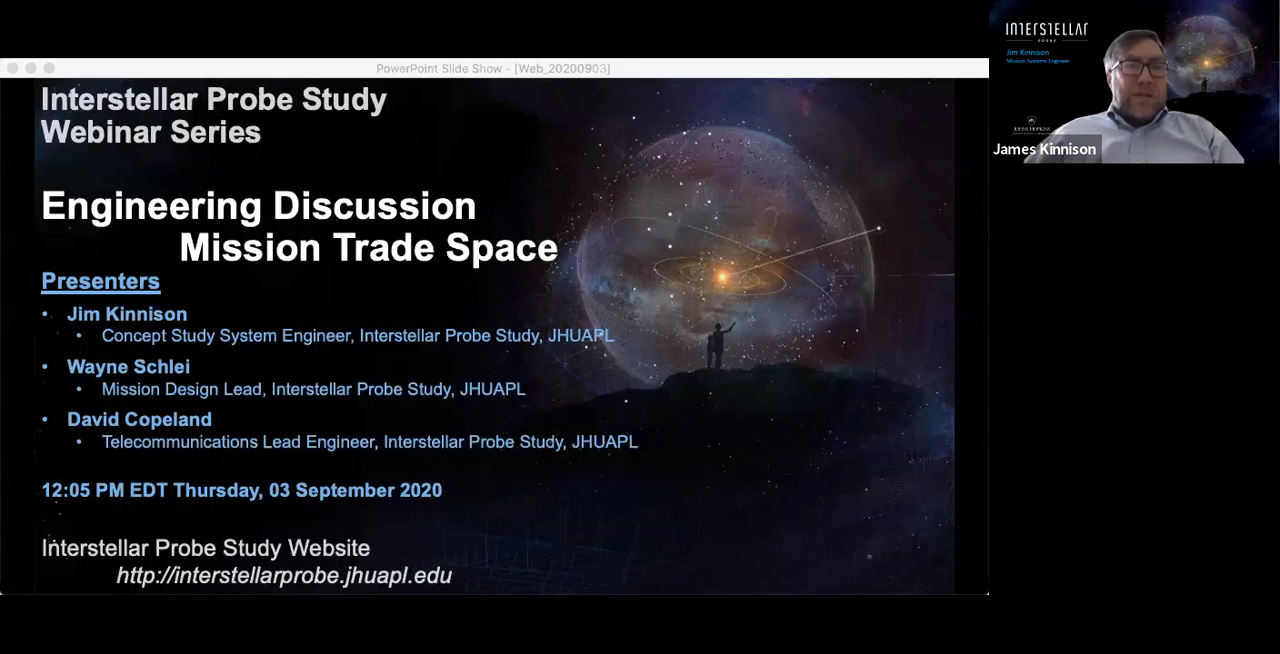 PowerPoint Slide Show - [Web_20200903]
Interstellar Probe Study
Webinar Series
Engineering Discussion
Mission Trade Space
Presenters
• Jim Kinnison
• Concept Study System Engineer, Interstellar Probe Study, JHUAPL
• Wayne Schlei
• Mission Design Lead, Interstellar Probe Study, JHUAPL
• David Copeland
• Telecommunications Lead Engineer, Interstellar Probe Study, JHUAPL
12:05 PM EDT Thursday, 03 September 2020
Interstellar Probe Study Website
http://interstellarprobe.jhuapl.edu
INTERSTELLAR
PROBE
Jim Kinnison
Mission Systems Engineer
JOHNS HOPKINS
James Kinnison